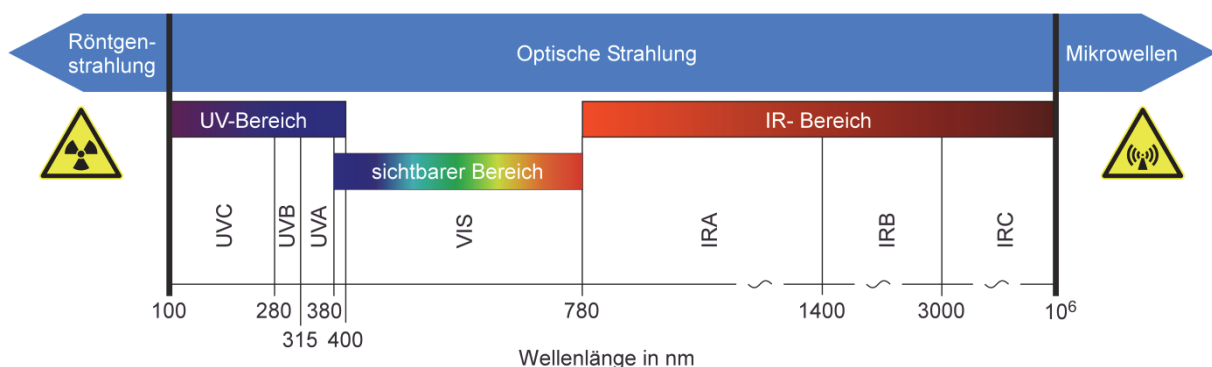 Röntgen-
strahlung
Optische Strahlung
Mikrowellen
UV-Bereich
IR- Bereich
sichtbarer Bereich
UVC
UVB
UVA
VIS
IRA
IRB
IRC
100
280
380
780
1400
3000
10⁶
315
400
Wellenlänge in nm